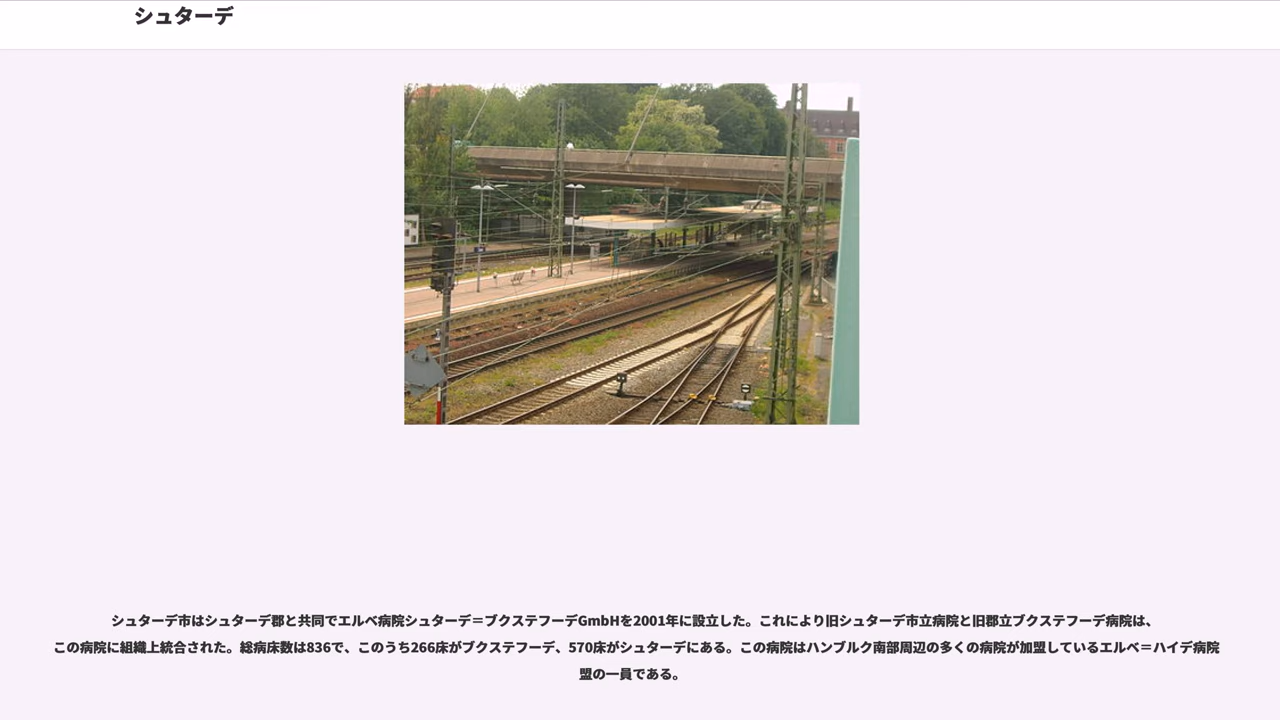 シュターデ
シュターデ市はシュターデ郡と共同でエルベ病院シュターデ＝ブクステフーデGmbHを2001年に設立した。これにより旧シュターデ市立病院と旧郡立ブクステフーデ病院は、
この病院に組織上統合された。総病床数は836で、このうち266床がブクステフーデ、570床がシュターデにある。この病院はハンブルク南部周辺の多くの病院が加盟しているエルベ＝ハイデ病院
盟の一員である。